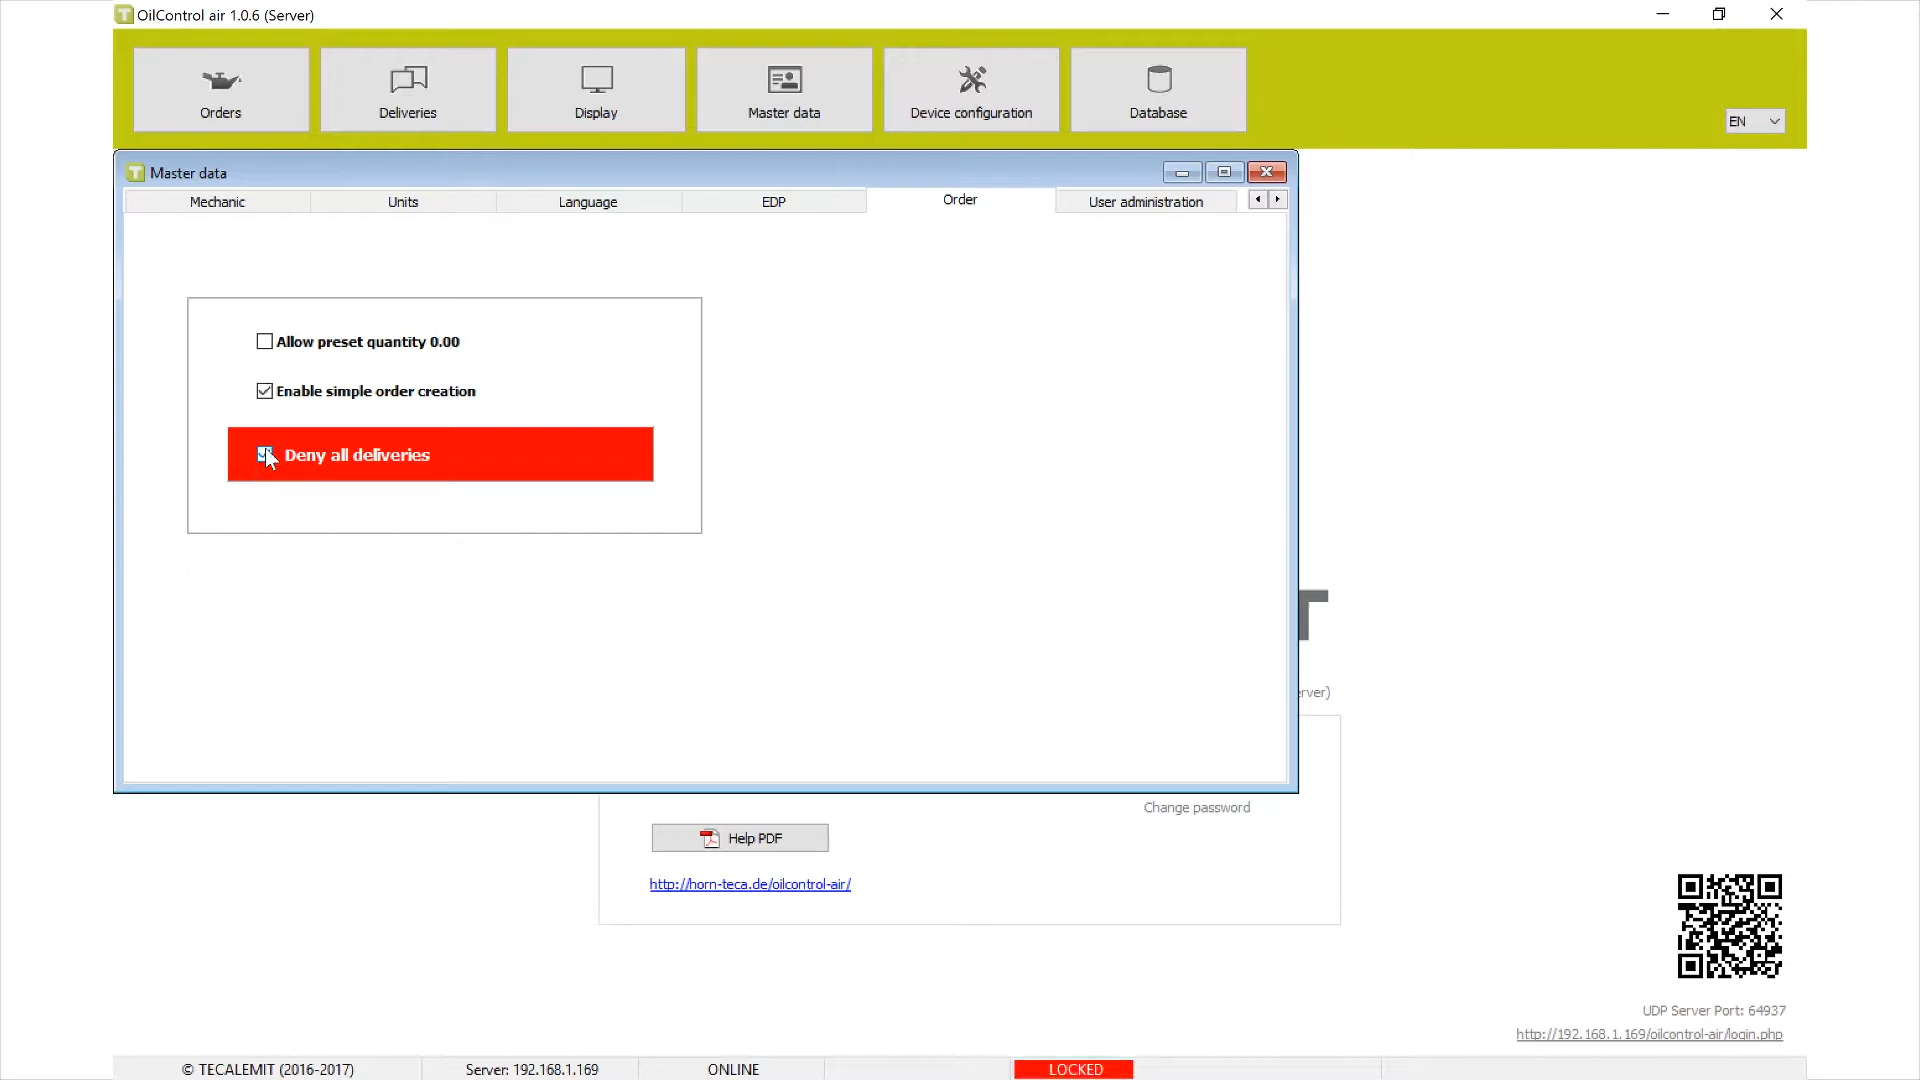 OilControl air 1.0.6 (Server)
Orders
Deliveries
Display
Master data
Device configuration
Database
EN
Master data
Mechanic
Units
Language
EDP
Order
User administration
Allow preset quantity 0.00
Enable simple order creation
Deny all deliveries
T
erver)
Change password
Help PDF
http://horn-teca.de/oilcontrol-air/
UDP Server Port: 64937
http://192.168.1.169/oilcontrol-air/login.php
© TECALEMIT (2016-2017)
Server: 192.168.1.169
ONLINE
LOCKED